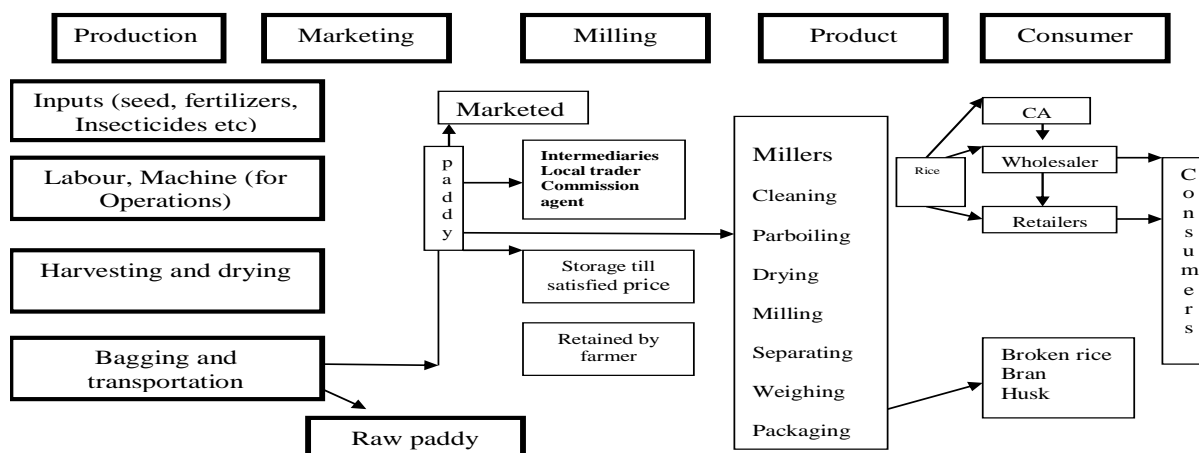 Production
Marketing
Milling
Product
Consumer
Inputs (seed, fertilizers,
Insecticides etc)
Labour, Machine (for
Operations)
Harvesting and drying
Bagging and
transportation
Raw paddy
paddy
Marketed
Intermediaries
Local trader
Commission
agent
Storage till
satisfied price
Retained by
farmer
Millers
Cleaning
Parboiling
Drying
Milling
Separating
Weighing
Packaging
Rice
CA
Wholesaler
Retailers
Consumers
Broken rice
Bran
Husk